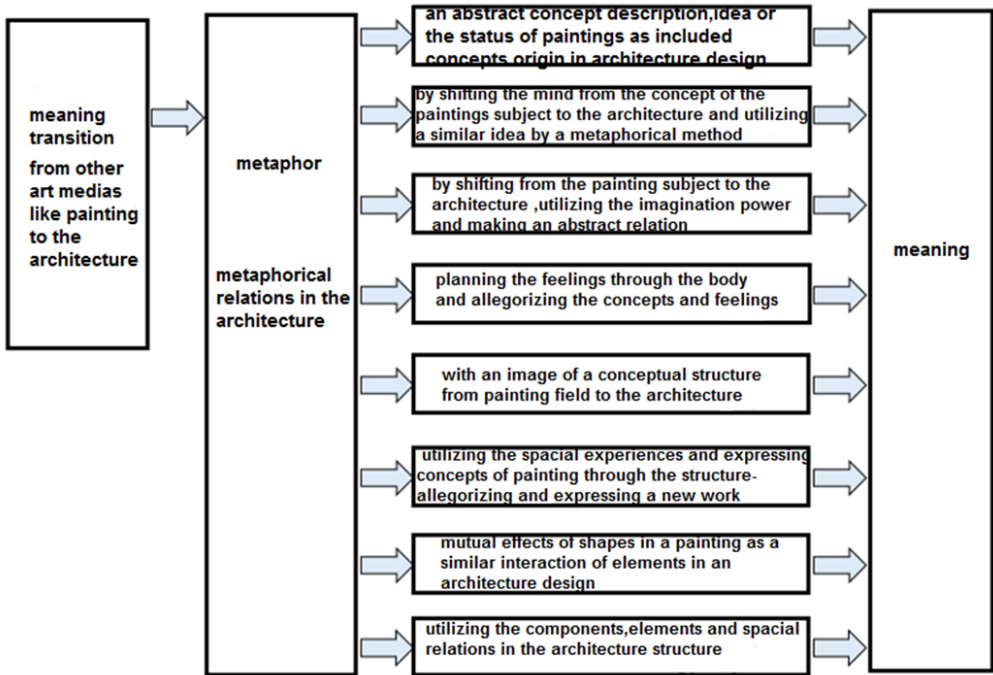 meaning
transition
from other
art medias
like painting
to the
architecture
metaphor
metaphorical
relations in the
architecture
an abstract concept description,idea or
the status of paintings as included
concepts origin in architecture design
by shifting the mind from the concept of the
paintings subject to the architecture and utilizing
a similar idea by a metaphorical method
by shifting from the painting subject to the
architecture ,utilizing the imagination power
and making an abstract relation
planning the feelings through the body
and allegorizing the concepts and feelings
with an image of a conceptual structure
from painting field to the architecture
utilizing the spacial experiences and expressing
concepts of painting through the structure-
allegorizing and expressing a new work
mutual effects of shapes in a painting as a
similar interaction of elements in an
architecture design
utilizing the components,elements and spacial
relations in the architecture structure
meaning